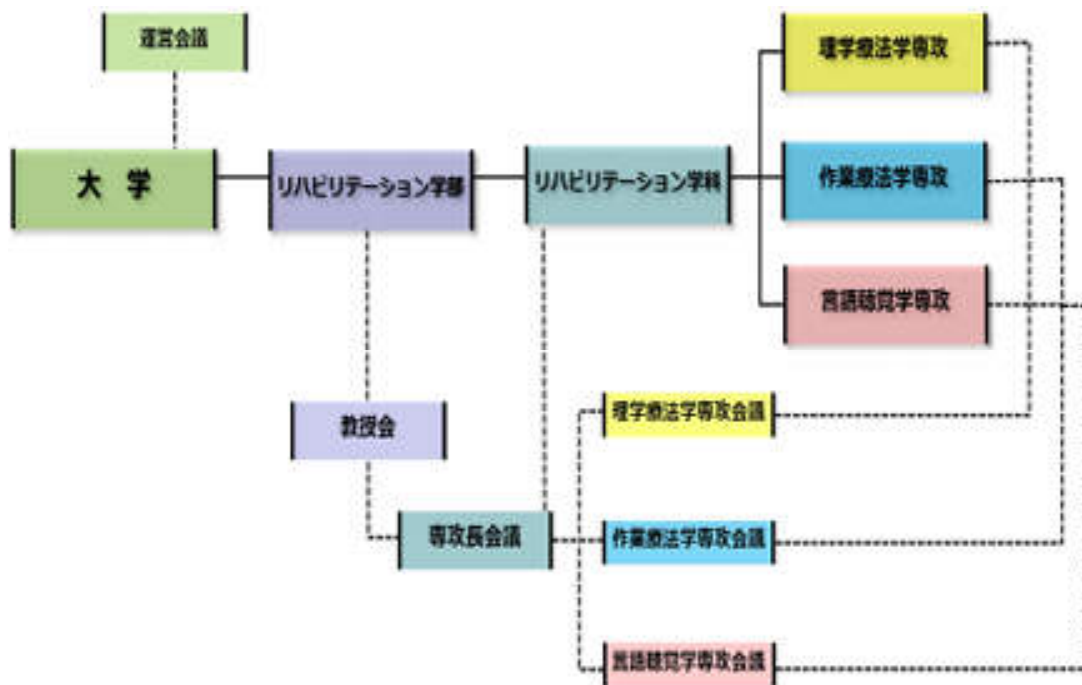 運営会議
理学療法学専攻
大　学
リハビリテーション学部
リハビリテーション学科
作業療法学専攻
言語聴覚学専攻
理学療法学専攻会議
教授会
専攻長会議
作業療法学専攻会議
言語聴覚学専攻会議